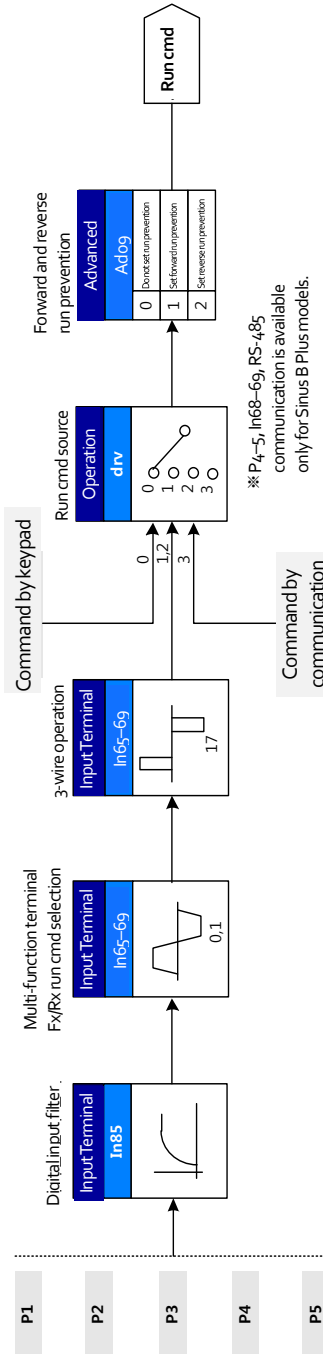 P1
P2
P3
P4
P5
Digital input filter
Input Terminal
In85
Multi-function terminal
Fx/Rx run cmd selection
Input Terminal
In65–69
0,1
3-wire operation
Input Terminal
In65–69
17
Command by keypad
0
1,2
3
Command by
communication
Run cmd source
Operation
drv
0
1
2
3
Forward and reverse
run prevention
Advanced
Ad09
0 Do not set run prevention
1 Set forward run prevention
2 Set reverse run prevention
※ P4–5, In68–69, RS-485
communication is available
only for Sinus B Plus models.
Run cmd